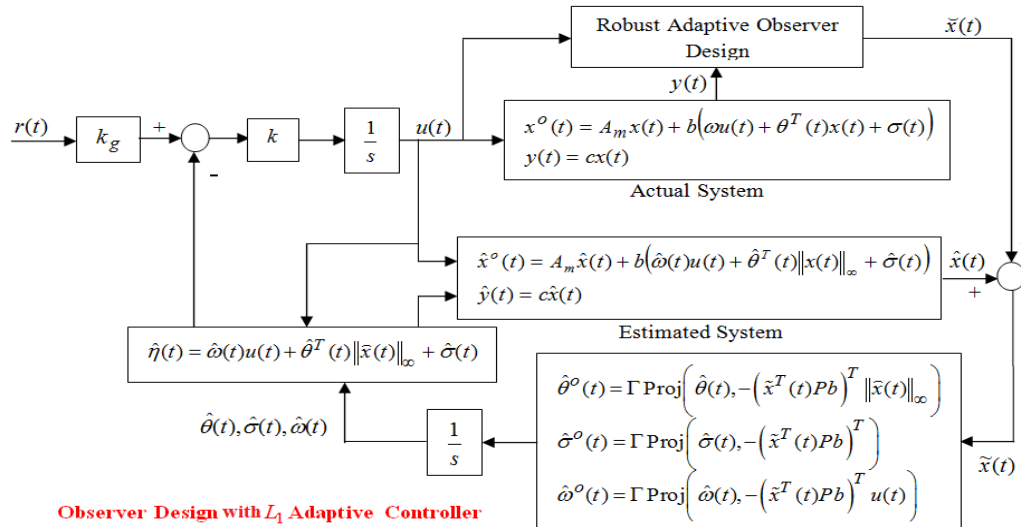 Robust Adaptive Observer
Design
x̆(t)
y(t)
r(t)
k_g
+
-
k
1/s
u(t)
x^o(t) = A_m x(t) + b(ωu(t) + θ^T(t)x(t) + σ(t))
y(t) = cx(t)
Actual System
x̂^o(t) = A_m x̂(t) + b(ω̂(t)u(t) + θ̂^T(t)‖x(t)‖_∞ + σ̂(t))
ŷ(t) = cx̂(t)
x̂(t)
+
Estimated System
η̂(t) = ω̂(t)u(t) + θ̂^T(t)‖x̆(t)‖_∞ + σ̂(t)
θ̂^o(t) = Γ Proj(θ̂(t), -(x̃^T(t)Pb)^T ‖x̆(t)‖_∞)
σ̂^o(t) = Γ Proj(σ̂(t), -(x̃^T(t)Pb)^T)
ω̂^o(t) = Γ Proj(ω̂(t), -(x̃^T(t)Pb)^T u(t))
θ̂(t), σ̂(t), ω̂(t)
1/s
x̃(t)
Observer Design with L_1 Adaptive Controller